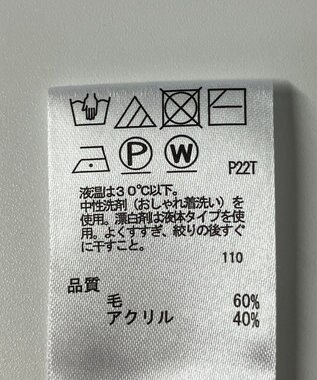 P
W
P22T
液温は30℃以下。
中性洗剤（おしゃれ着洗い）を
使用。漂白剤は液体タイプを使
用。よくすすぎ、絞りの後すぐ
に干すこと。
110
品質
毛 60%
アクリル 40%